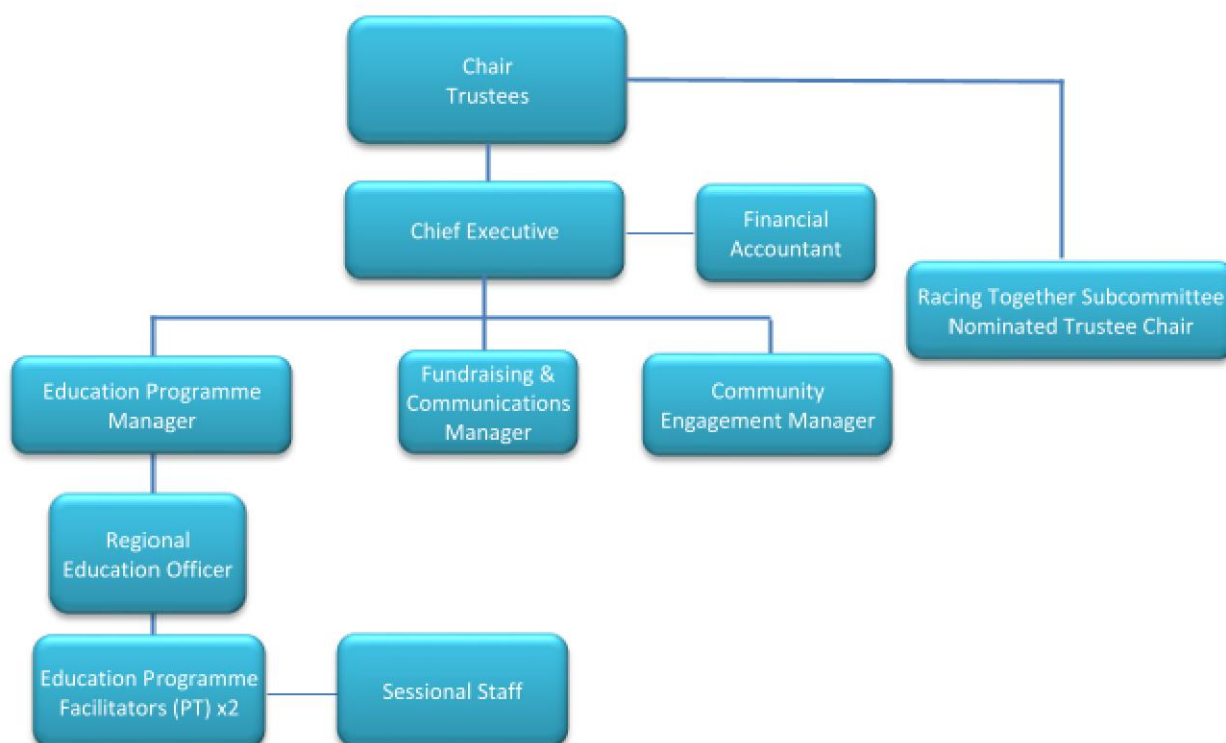 Chair
Trustees
Chief Executive
Financial
Accountant
Racing Together Subcommittee
Nominated Trustee Chair
Education Programme
Manager
Fundraising &
Communications
Manager
Community
Engagement Manager
Regional
Education Officer
Education Programme
Facilitators (PT) x2
Sessional Staff